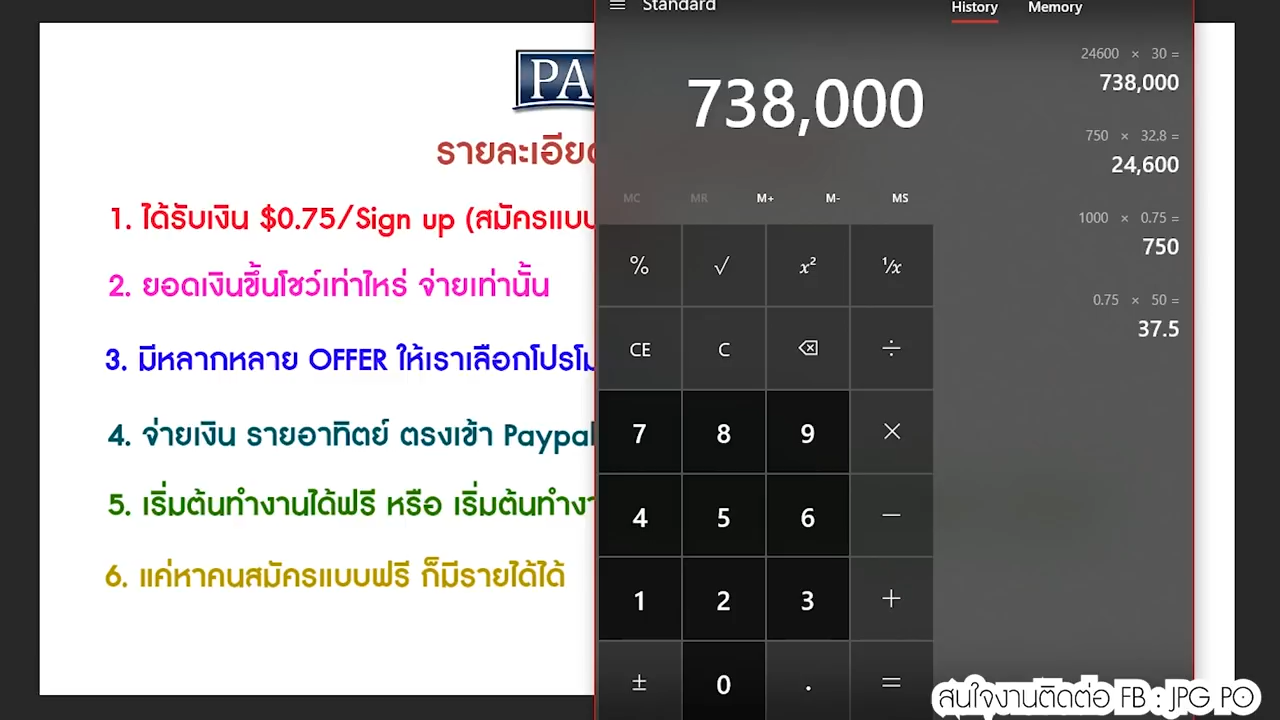 PA
รายละเอียด
1. ได้รับเงิน $0.75/Sign up (สมัครแบบ
2. ยอดเงินขึ้นโชว์เท่าไหร่ จ่ายเท่านั้น
3. มีหลากหลาย OFFER ให้เราเลือกโปรโม
4. จ่ายเงิน รายอาทิตย์ ตรงเข้า Paypal
5. เริ่มต้นทำงานได้ฟรี หรือ เริ่มต้นทำงา
6. แค่หาคนสมัครแบบฟรี ก็มีรายได้ได้
Standard
738,000
MC MR M+ M- MS
% √ x² ¹/x
CE C ⌫ ÷
7 8 9 ×
4 5 6 −
1 2 3 +
± 0 . =
History Memory
24600 × 30 =
738,000
750 × 32.8 =
24,600
1000 × 0.75 =
750
0.75 × 50 =
37.5
สนใจงานติดต่อ FB : JPG PO